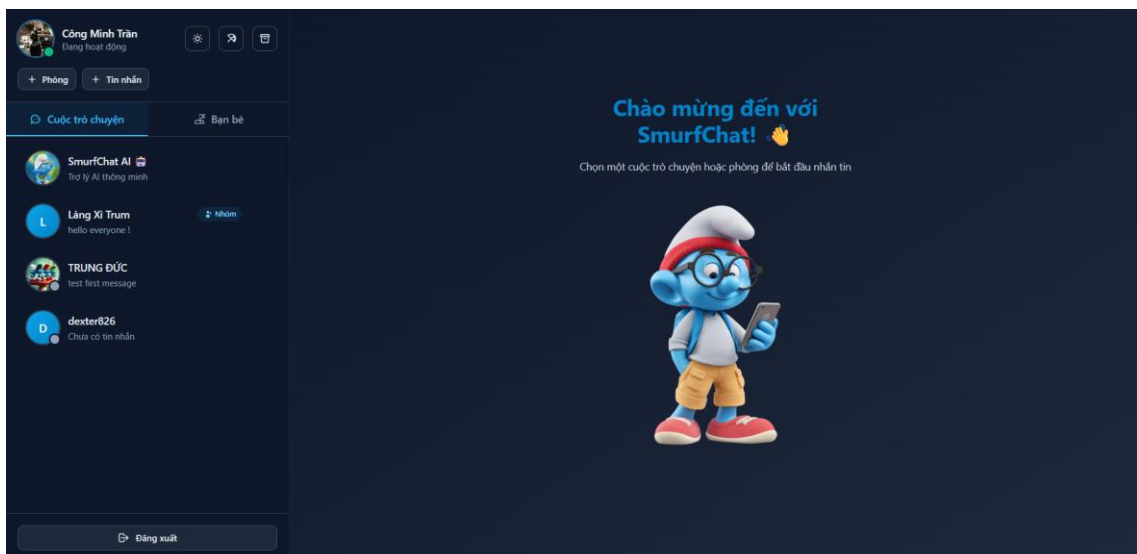 Công Minh Trần
Đang hoạt động
+ Phòng
+ Tin nhắn
Cuộc trò chuyện
Bạn bè
SmurfChat AI
Trợ lý AI thông minh
L
Làng Xì Trum
Nhóm
hello everyone !
TRUNG ĐỨC
test first message
D
dexter826
Chưa có tin nhắn
Đăng xuất
Chào mừng đến với
SmurfChat! 👋
Chọn một cuộc trò chuyện hoặc phòng để bắt đầu nhắn tin